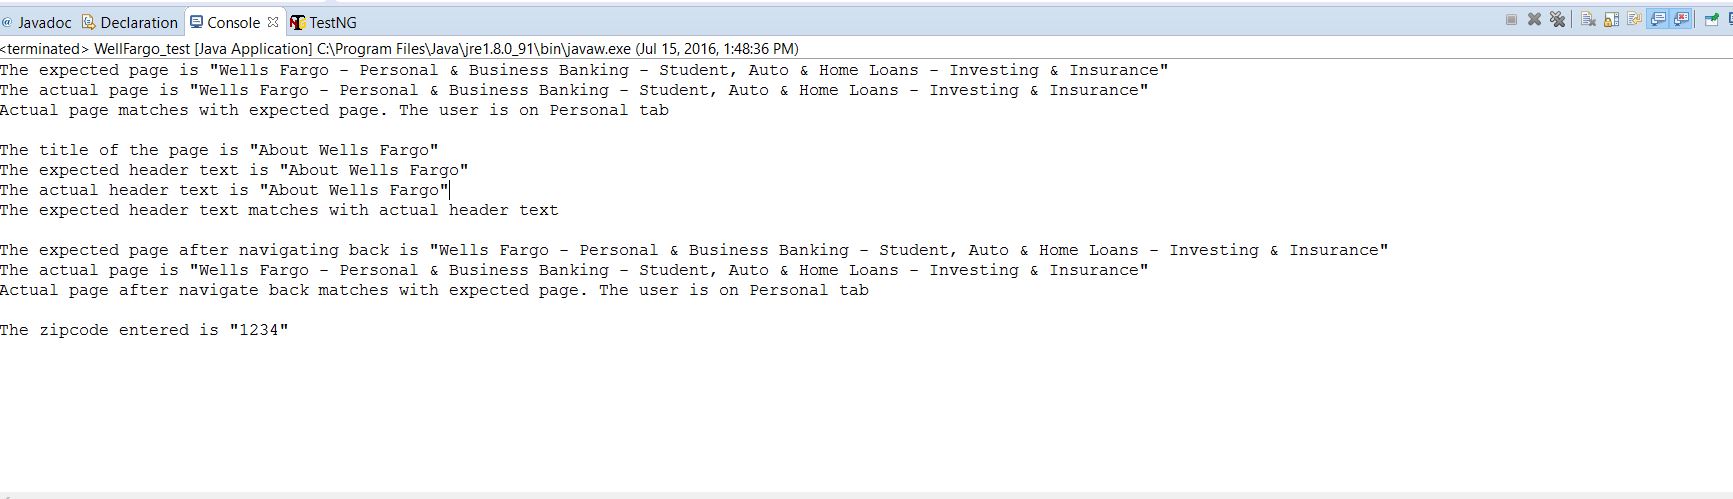 @ Javadoc Declaration Console TestNG
<terminated> WellFargo_test [Java Application] C:\Program Files\Java\jre1.8.0_91\bin\javaw.exe (Jul 15, 2016, 1:48:36 PM)
The expected page is "Wells Fargo – Personal & Business Banking – Student, Auto & Home Loans – Investing & Insurance"
The actual page is "Wells Fargo – Personal & Business Banking – Student, Auto & Home Loans – Investing & Insurance"
Actual page matches with expected page. The user is on Personal tab
The title of the page is "About Wells Fargo"
The expected header text is "About Wells Fargo"
The actual header text is "About Wells Fargo"
The expected header text matches with actual header text
The expected page after navigating back is "Wells Fargo – Personal & Business Banking – Student, Auto & Home Loans – Investing & Insurance"
The actual page is "Wells Fargo – Personal & Business Banking – Student, Auto & Home Loans – Investing & Insurance"
Actual page after navigate back matches with expected page. The user is on Personal tab
The zipcode entered is "1234"